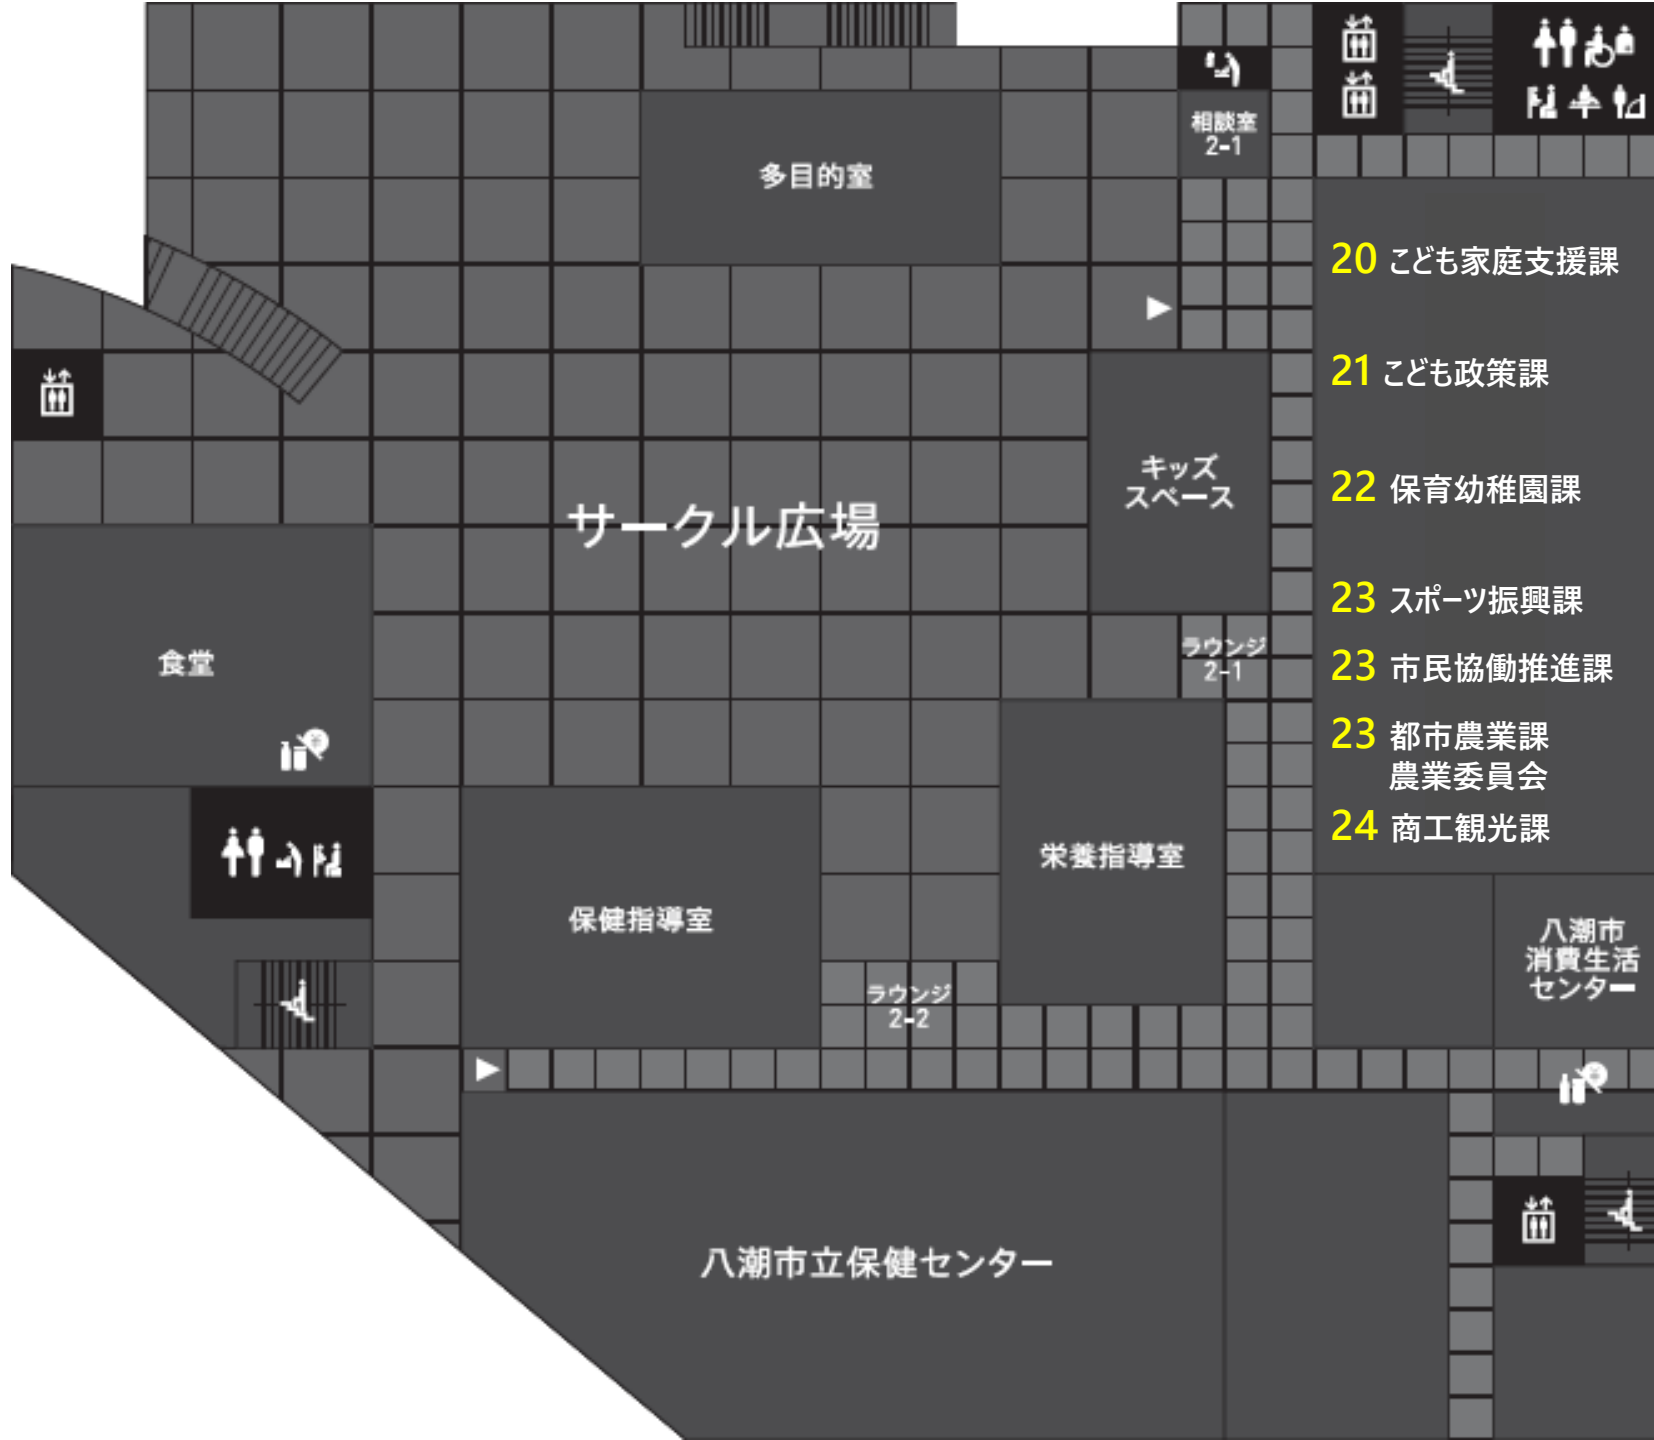 相談室
2-1
多目的室
20 こども家庭支援課
21 こども政策課
キッズ
スペース
22 保育幼稚園課
サークル広場
23 スポーツ振興課
食堂
ラウンジ
2-1
23 市民協働推進課
23 都市農業課
農業委員会
24 商工観光課
栄養指導室
保健指導室
八潮市
消費生活
センター
ラウンジ
2-2
八潮市立保健センター